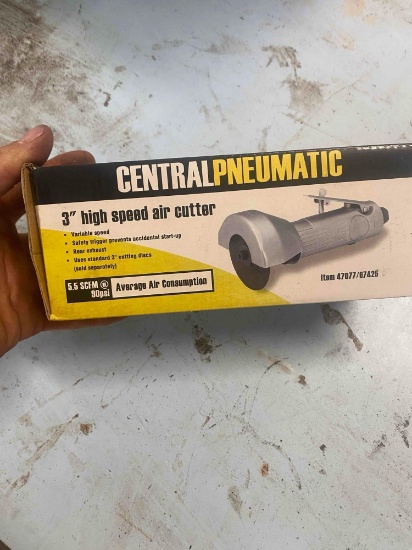 CENTRALPNEUMATIC
3" high speed air cutter
• Variable speed
• Safety trigger prevents accidental start-up
• Rear exhaust
• Uses standard 3" cutting discs
(sold separately)
5.5 SCFM @
90psi
Average Air Consumption
Item 47077/67425